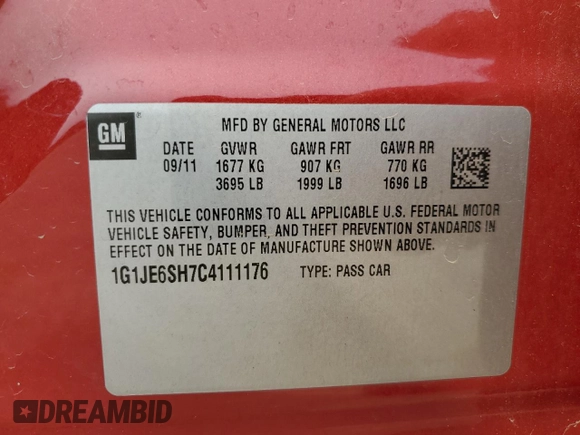 GM
MFD BY GENERAL MOTORS LLC
DATE GVWR GAWR FRT GAWR RR
09/11 1677 KG 907 KG 770 KG
3695 LB 1999 LB 1696 LB
THIS VEHICLE CONFORMS TO ALL APPLICABLE U.S. FEDERAL MOTOR
VEHICLE SAFETY, BUMPER, AND THEFT PREVENTION STANDARDS IN
EFFECT ON THE DATE OF MANUFACTURE SHOWN ABOVE.
1G1JE6SH7C4111176 TYPE: PASS CAR
DREAMBID